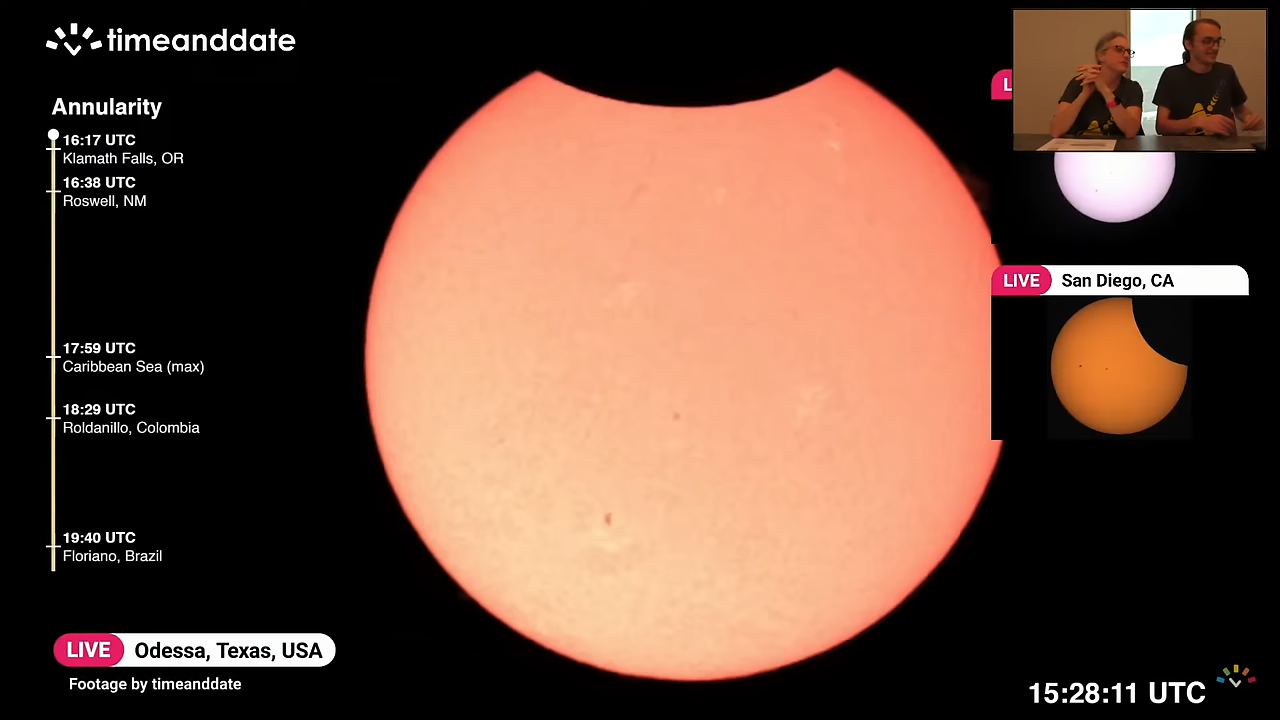 timeanddate
Annularity
16:17 UTC
Klamath Falls, OR
16:38 UTC
Roswell, NM
17:59 UTC
Caribbean Sea (max)
18:29 UTC
Roldanillo, Colombia
19:40 UTC
Floriano, Brazil
L
LIVE San Diego, CA
LIVE Odessa, Texas, USA
Footage by timeanddate
15:28:11 UTC